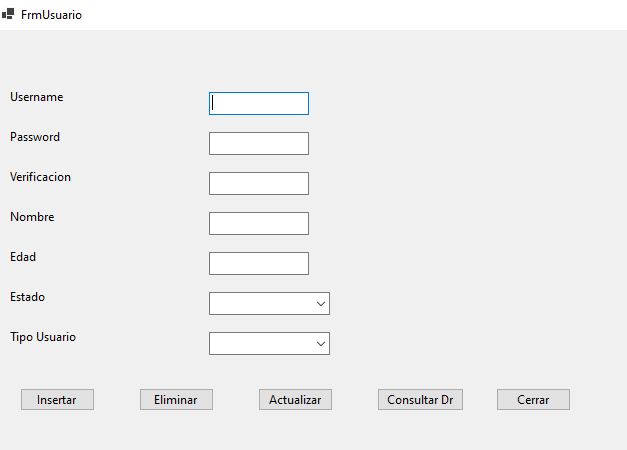 FrmUsuario
Username
Password
Verificacion
Nombre
Edad
Estado
Tipo Usuario
Insertar Eliminar Actualizar Consultar Dr Cerrar